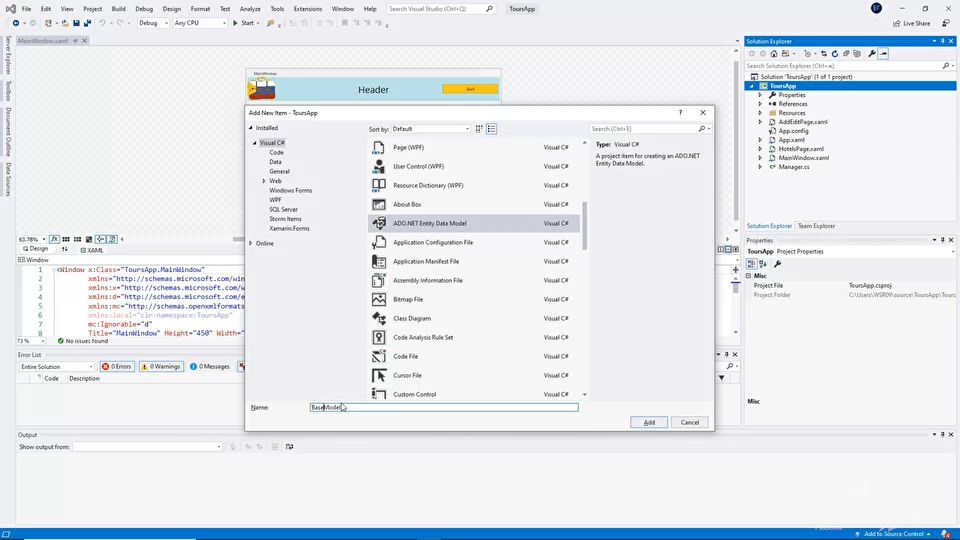 File Edit View Project Build Debug Design Format Test Analyze Tools Extensions Window Help Search Visual Studio (Ctrl+Q) ToursApp
Debug Any CPU Start Live Share
MainWindow.xaml
Server Explorer
Toolbox
Document Outline
Data Sources
MainWindow
Header
Back
Add New Item - ToursApp
Installed
Visual C#
Code
Data
General
Web
Windows Forms
WPF
SQL Server
Storm Items
Xamarin.Forms
Online
Sort by: Default
Search (Ctrl+E)
Page (WPF) Visual C#
User Control (WPF) Visual C#
Resource Dictionary (WPF) Visual C#
About Box Visual C#
ADO.NET Entity Data Model Visual C#
Application Configuration File Visual C#
Application Manifest File Visual C#
Assembly Information File Visual C#
Bitmap File Visual C#
Class Diagram Visual C#
Code Analysis Rule Set Visual C#
Code File Visual C#
Cursor File Visual C#
Custom Control Visual C#
Type: Visual C#
A project item for creating an ADO.NET
Entity Data Model.
Name: BaseModel
Add Cancel
63.78%
Design XAML
Window
1 <Window x:Class="ToursApp.MainWindow"
2 xmlns="http://schemas.microsoft.com/win
3 xmlns:x="http://schemas.microsoft.com/w
4 xmlns:d="http://schemas.microsoft.com/e
5 xmlns:mc="http://schemas.openxmlformats
6 xmlns:local="clr-namespace:ToursApp"
7 mc:Ignorable="d"
8 Title="MainWindow" Height="450" Width="
73 % No issues found
Error List
Entire Solution 0 Errors 0 Warnings 0 Messages
Code Description
Output
Show output from:
Solution Explorer
Search Solution Explorer (Ctrl+ж)
Solution 'ToursApp' (1 of 1 project)
ToursApp
Properties
References
Resources
AddEditPage.xaml
App.config
App.xaml
HotelsPage.xaml
MainWindow.xaml
Manager.cs
Solution Explorer Team Explorer
Properties
ToursApp Project Properties
Misc
Project File ToursApp.csproj
Project Folder C:\Users\WSR09\source\ToursApp\Tours
Misc
Add to Source Control